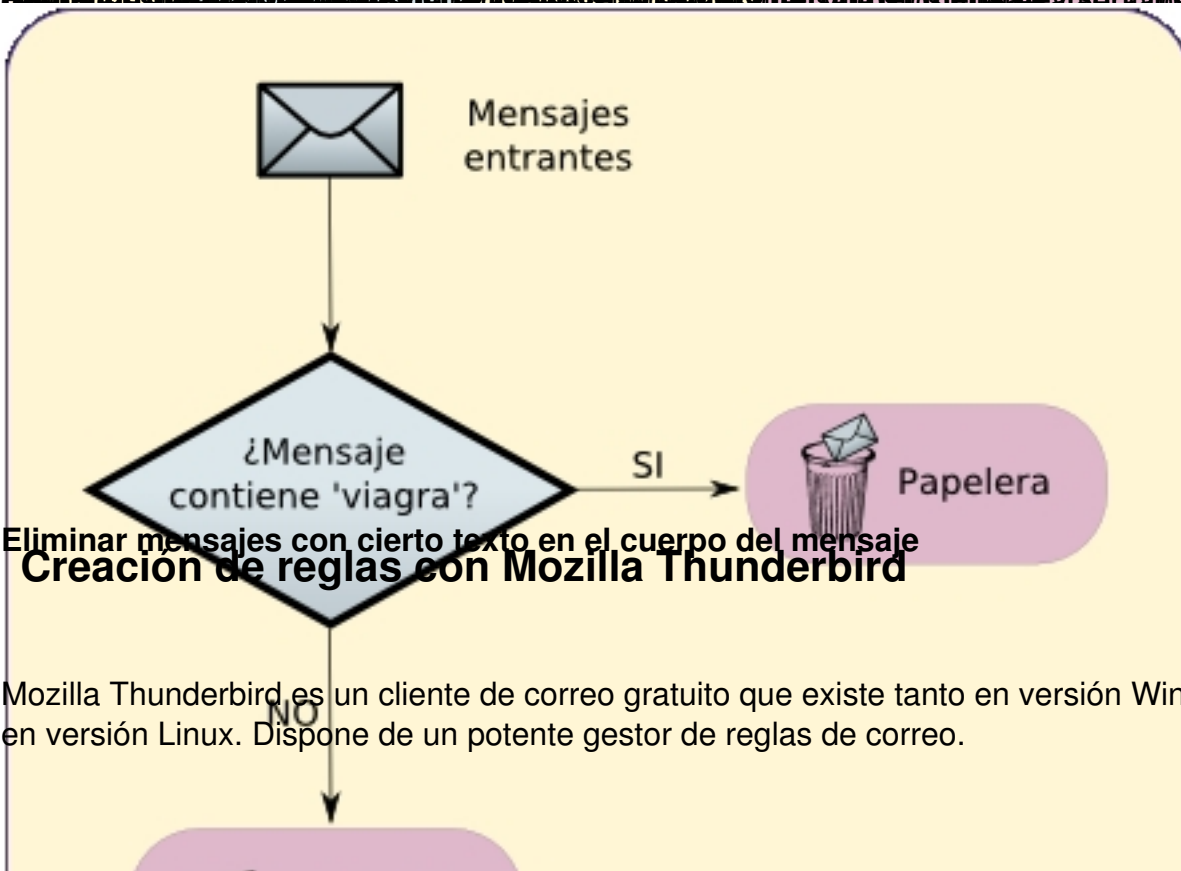 Mensajes
entrantes
¿Mensaje
contiene 'viagra'?
SI
Papelera
Eliminar mensajes con cierto texto en el cuerpo del mensaje
Creación de reglas con Mozilla Thunderbird
Mozilla Thunderbird es un cliente de correo gratuito que existe tanto en versión
NO
en versión Linux. Dispone de un potente gestor de reglas de correo.